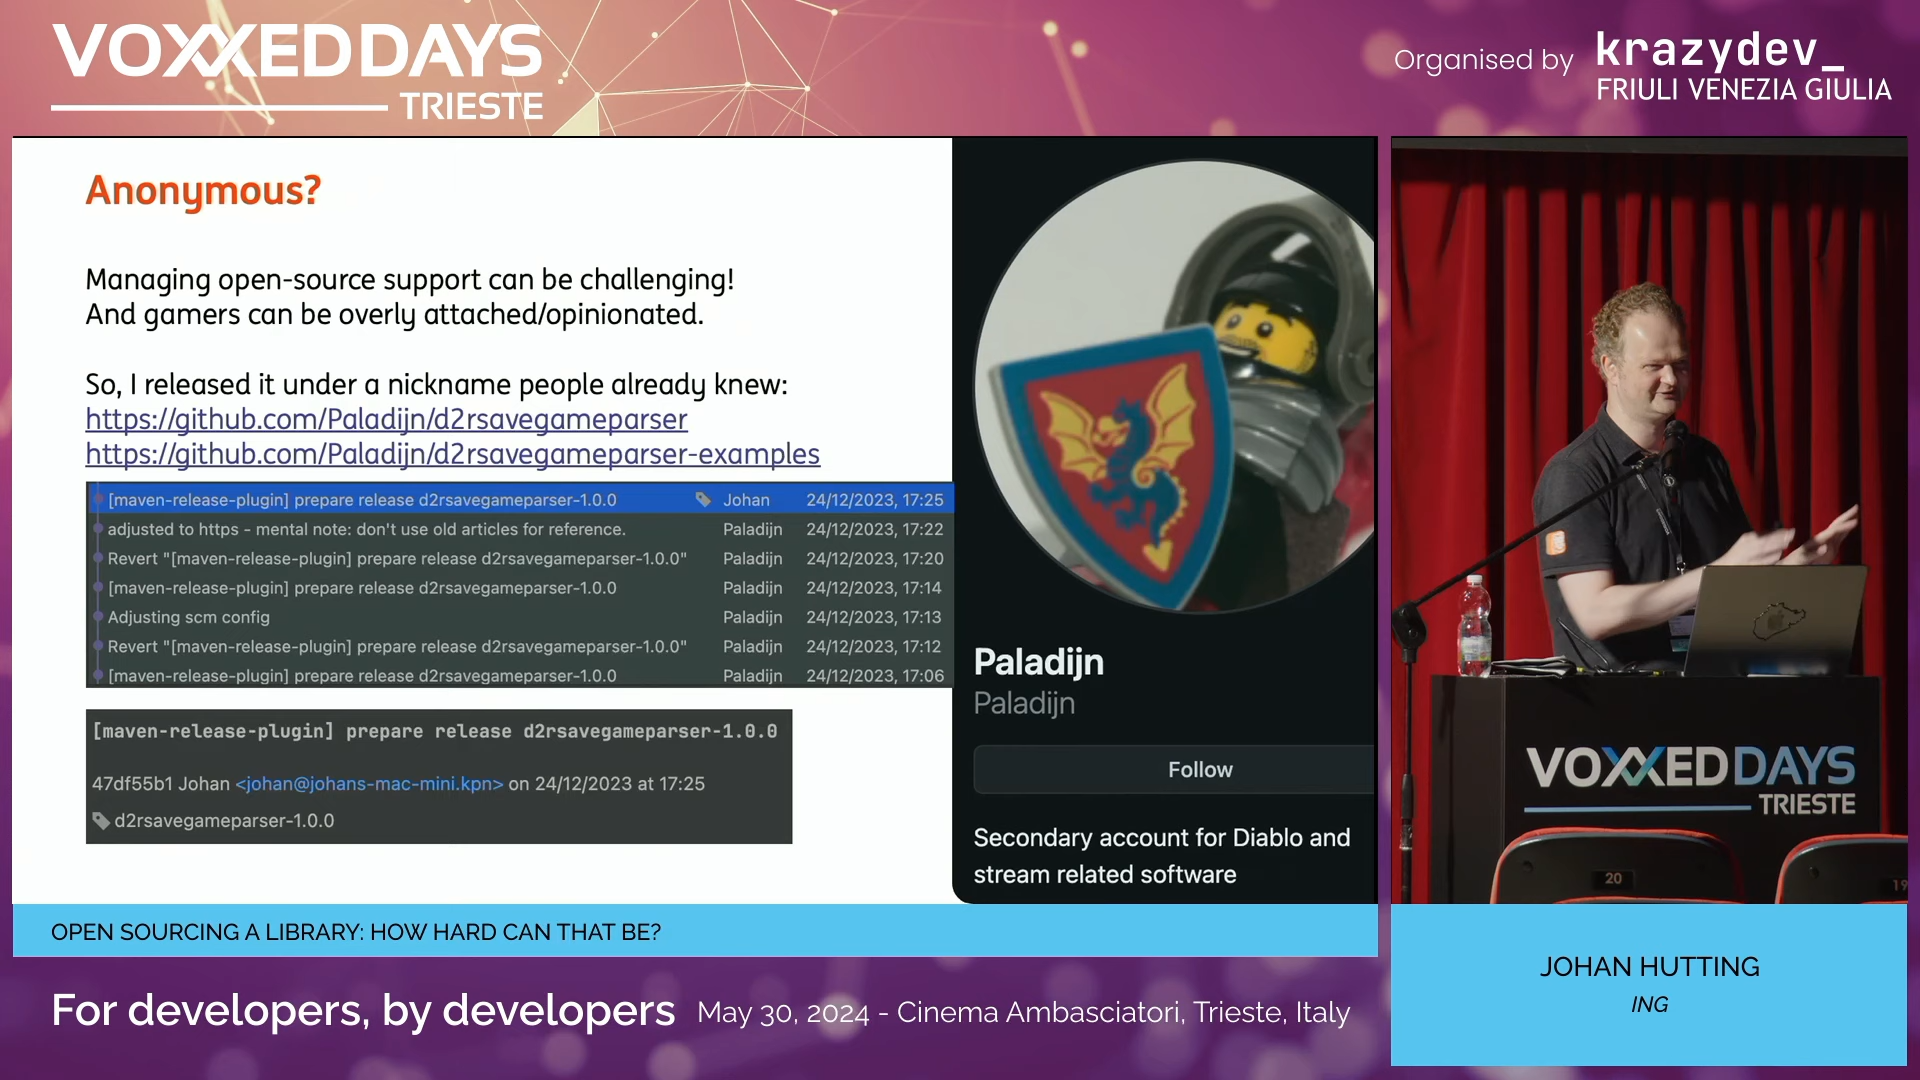 VOXXEDDAYS
TRIESTE
Organised by krazydev_
FRIULI VENEZIA GIULIA
Anonymous?
Managing open-source support can be challenging!
And gamers can be overly attached/opinionated.
So, I released it under a nickname people already knew:
https://github.com/Paladijn/d2rsavegameparser
https://github.com/Paladijn/d2rsavegameparser-examples
[maven-release-plugin] prepare release d2rsavegameparser-1.0.0 Johan 24/12/2023, 17:25
adjusted to https - mental note: don't use old articles for reference. Paladijn 24/12/2023, 17:22
Revert "[maven-release-plugin] prepare release d2rsavegameparser-1.0.0" Paladijn 24/12/2023, 17:20
[maven-release-plugin] prepare release d2rsavegameparser-1.0.0 Paladijn 24/12/2023, 17:14
Adjusting scm config Paladijn 24/12/2023, 17:13
Revert "[maven-release-plugin] prepare release d2rsavegameparser-1.0.0" Paladijn 24/12/2023, 17:12
[maven-release-plugin] prepare release d2rsavegameparser-1.0.0 Paladijn 24/12/2023, 17:06
[maven-release-plugin] prepare release d2rsavegameparser-1.0.0
47df55b1 Johan <johan@johans-mac-mini.kpn> on 24/12/2023 at 17:25
d2rsavegameparser-1.0.0
Paladijn
Paladijn
Follow
Secondary account for Diablo and
stream related software
VOXXEDDAYS
TRIESTE
20
19
OPEN SOURCING A LIBRARY: HOW HARD CAN THAT BE?
JOHAN HUTTING
ING
For developers, by developers May 30, 2024 - Cinema Ambasciatori, Trieste, Italy